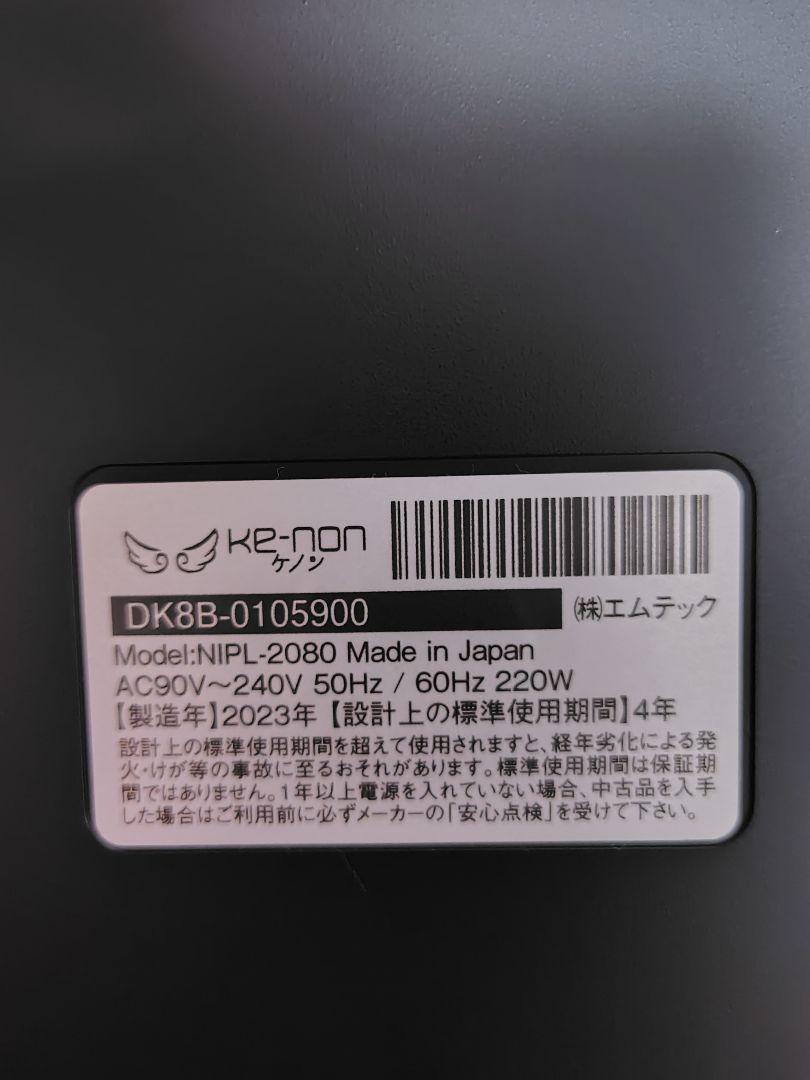 Ke-non
ケノン
DK8B-0105900
㈱エムテック
Model:NIPL-2080 Made in Japan
AC90V～240V 50Hz / 60Hz 220W
【製造年】2023年【設計上の標準使用期間】4年
設計上の標準使用期間を超えて使用されますと、経年劣化による発
火・けが等の事故に至るおそれがあります。標準使用期間は保証期
間ではありません。1年以上電源を入れていない場合、中古品を入手
した場合はご利用前に必ずメーカーの「安心点検」を受けて下さい。